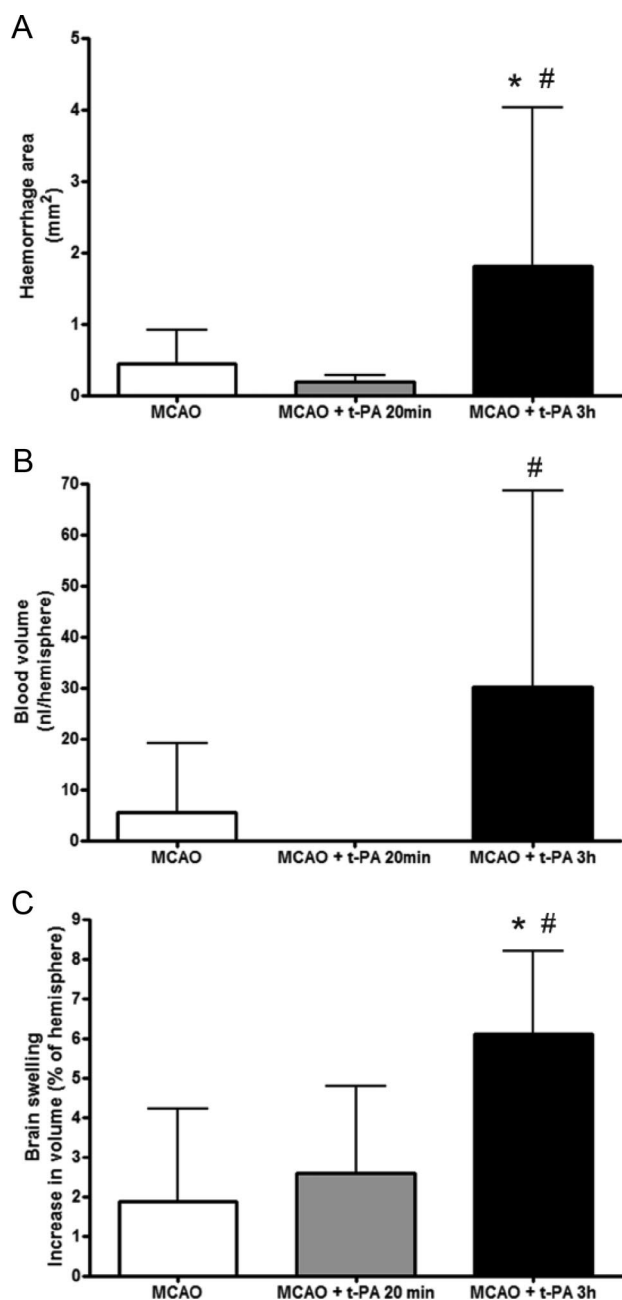 A
Haemorrhage area
(mm²)
5
4
3
2
1
0
* #
MCAO
MCAO + t-PA 20min
MCAO + t-PA 3h
B
Blood volume
(nl/hemisphere)
70
60
50
40
30
20
10
0
#
MCAO
MCAO + t-PA 20min
MCAO + t-PA 3h
C
Brain swelling
Increase in volume (% of hemisphere)
9
8
7
6
5
4
3
2
1
0
* #
MCAO
MCAO + t-PA 20 min
MCAO + t-PA 3h